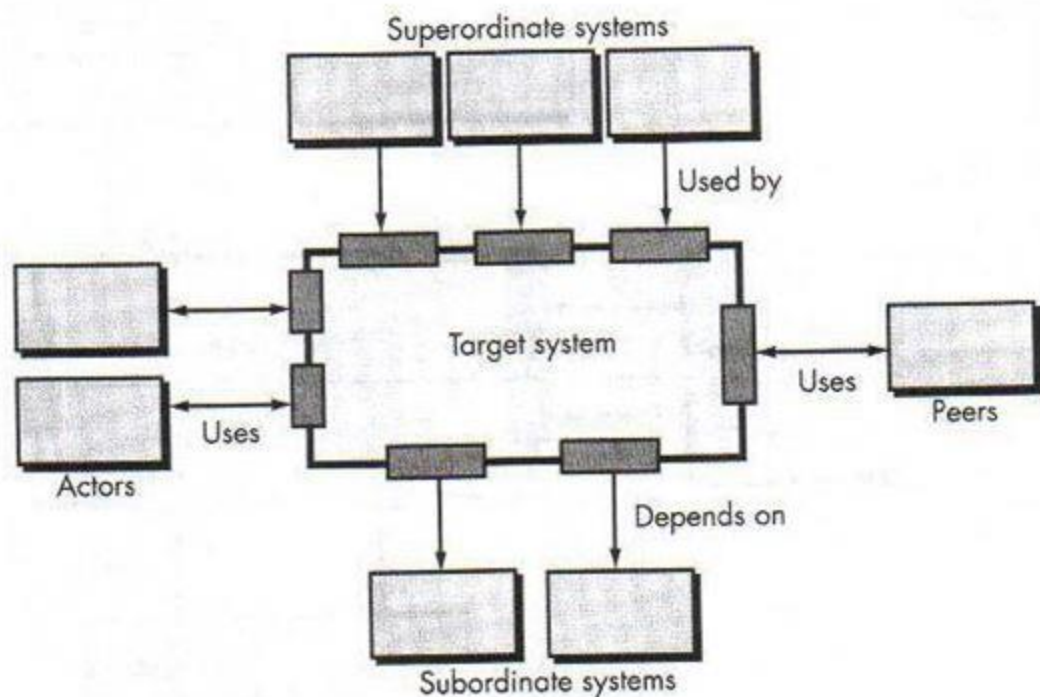 Superordinate systems
Used by
Target system
Uses
Peers
Uses
Actors
Depends on
Subordinate systems